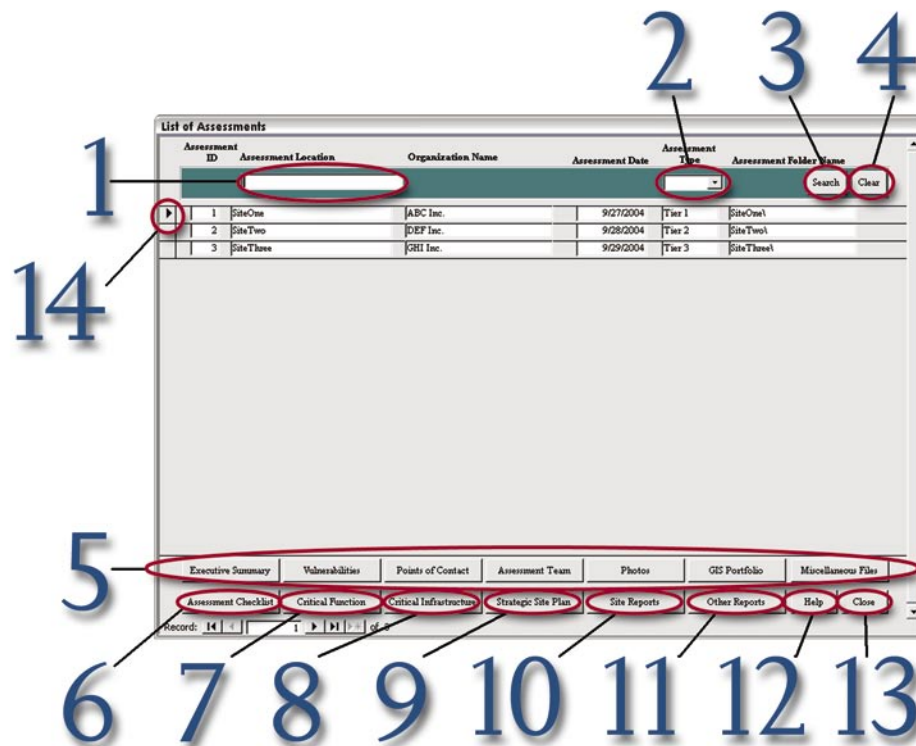 2 3 4
List of Assessments
Assessment ID Assessment Location Organization Name Assessment Date Assessment Type Assessment Folder Name
1 Search Clear
1 SiteOne ABC Inc. 9/27/2004 Tier 1 SiteOne\
2 SiteTwo DEF Inc. 9/28/2004 Tier 2 SiteTwo\
3 SiteThree GHI Inc. 9/29/2004 Tier 3 SiteThree\
14
5 Executive Summary Vulnerabilities Points of Contact Assessment Team Photos GIS Portfolio Miscellaneous Files
Assessment Checklist Critical Function Critical Infrastructure Strategic Site Plan Site Reports Other Reports Help Close
Record: 1 of 3
6 7 8 9 10 11 12 13